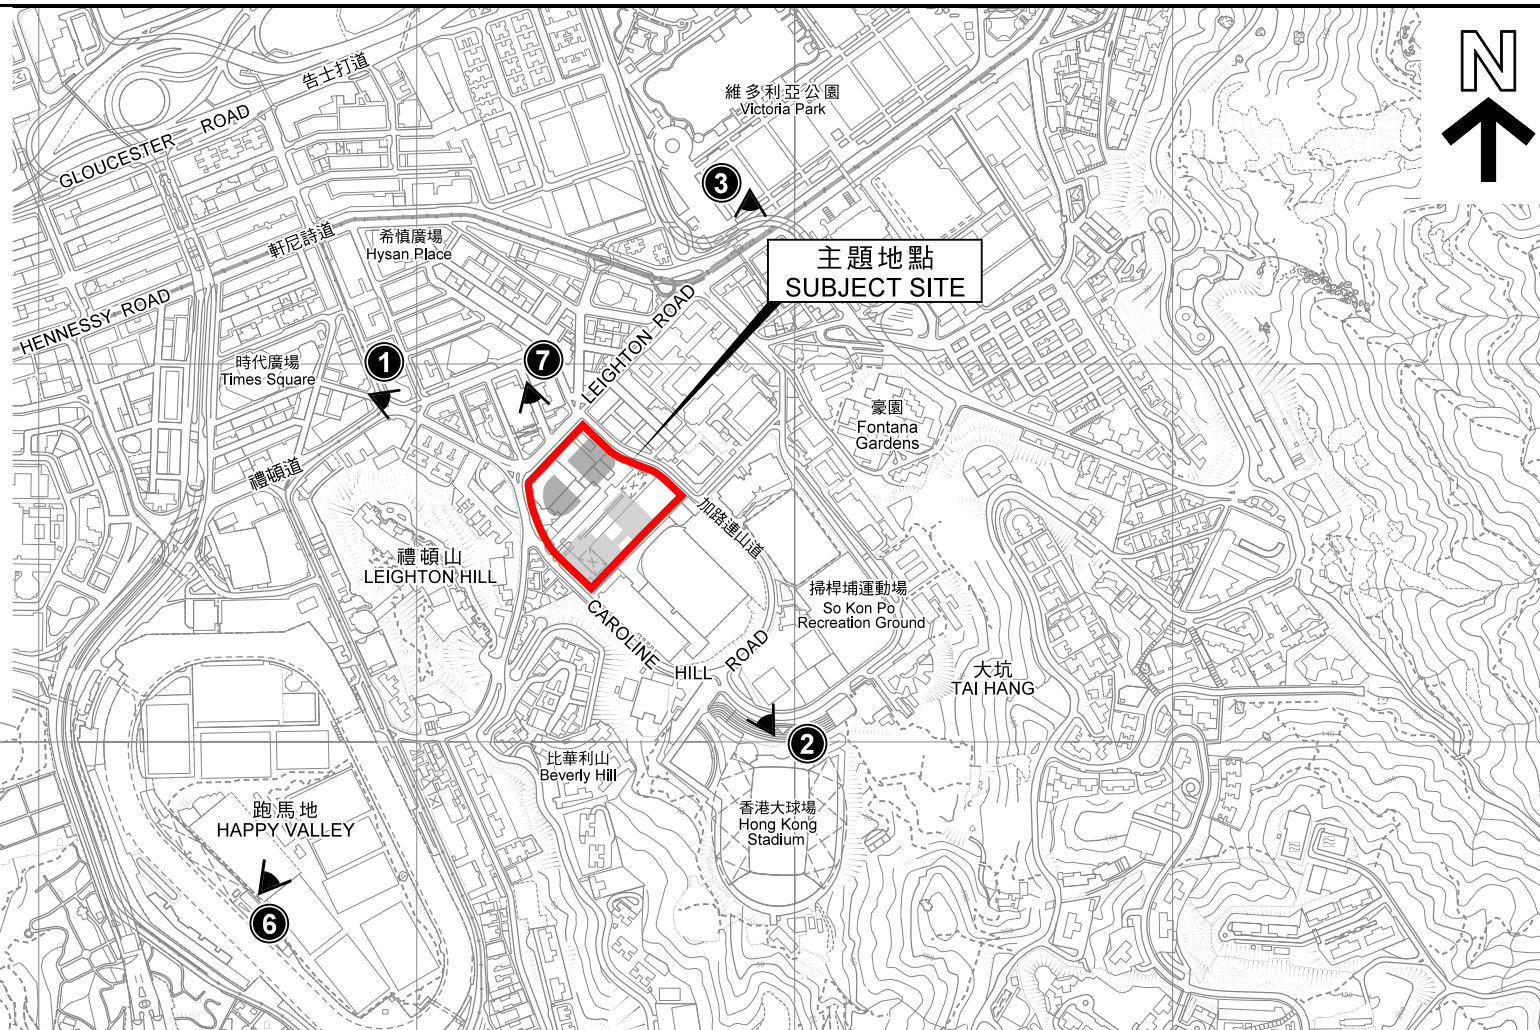 N
告士打道
維多利亞公園
Victoria Park
GLOUCESTER ROAD
3
軒尼詩道
希慎廣場
Hysan Place
主題地點
SUBJECT SITE
HENNESSY ROAD
LEIGHTON ROAD
1
7
時代廣場
Times Square
豪園
Fontana
Gardens
禮頓道
加路連山道
禮頓山
LEIGHTON HILL
掃桿埔運動場
So Kon Po
Recreation Ground
CAROLINE HILL ROAD
大坑
TAI HANG
2
比華利山
Beverly Hill
跑馬地
HAPPY VALLEY
香港大球場
Hong Kong
Stadium
6